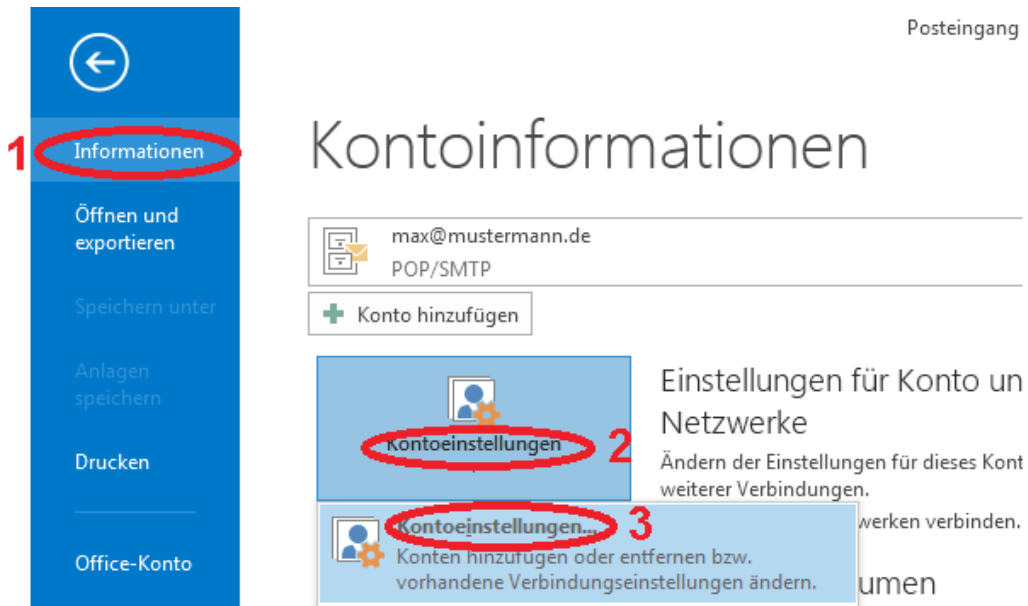 Posteingang
1
Informationen
Öffnen und
exportieren
Speichern unter
Anlagen
speichern
Drucken
Office-Konto
Kontoinformationen
max@mustermann.de
POP/SMTP
Konto hinzufügen
Kontoeinstellungen
2
Einstellungen für Konto un
Netzwerke
Ändern der Einstellungen für dieses Kont
weiterer Verbindungen.
werken verbinden.
Kontoeinstellungen...
3
Konten hinzufügen oder entfernen bzw.
vorhandene Verbindungseinstellungen ändern.
umen